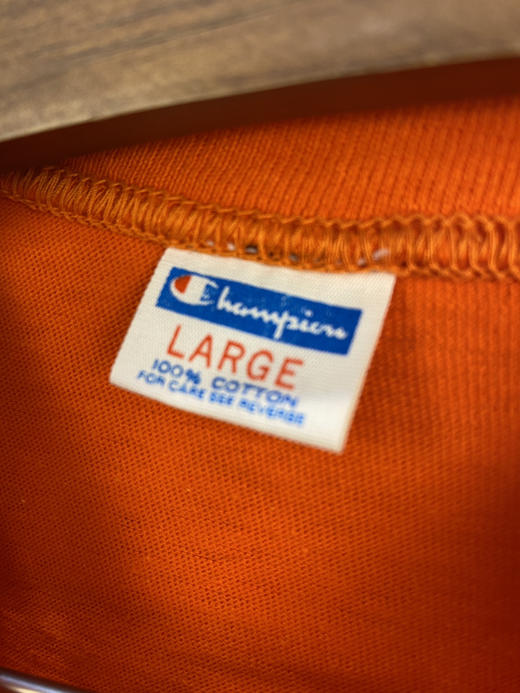 Champion
LARGE
100% COTTON
FOR CARE SEE REVERSE